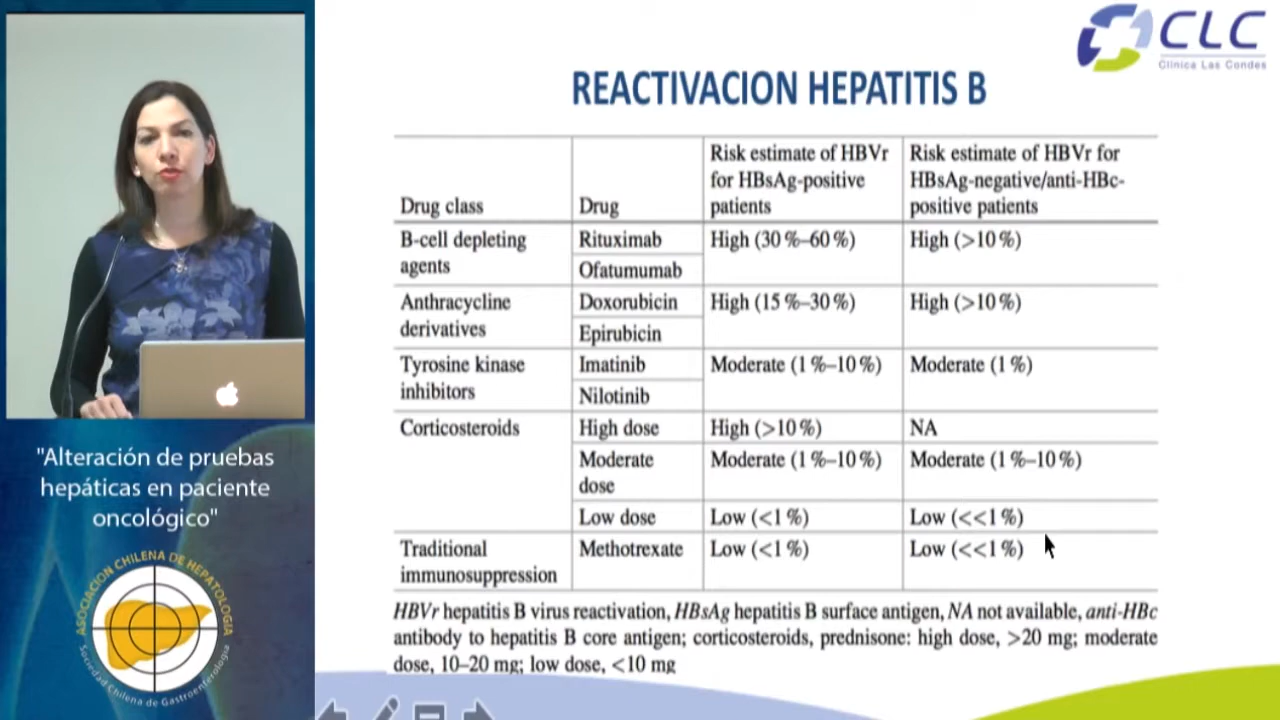 CLC
Clínica Las Condes
REACTIVACION HEPATITIS B
Drug class
Drug
Risk estimate of HBVr
for HBsAg-positive
patients
Risk estimate of HBVr for
HBsAg-negative/anti-HBc-
positive patients
B-cell depleting
agents
Rituximab
High (30 %–60 %)
High (>10 %)
Ofatumumab
Anthracycline
derivatives
Doxorubicin
High (15 %–30 %)
High (>10 %)
Epirubicin
Tyrosine kinase
inhibitors
Imatinib
Moderate (1 %–10 %)
Moderate (1 %)
Nilotinib
Corticosteroids
High dose
High (>10 %)
NA
Moderate
dose
Moderate (1 %–10 %)
Moderate (1 %–10 %)
Low dose
Low (<1 %)
Low (<<1 %)
Traditional
immunosuppression
Methotrexate
Low (<1 %)
Low (<<1 %)
HBVr hepatitis B virus reactivation, HBsAg hepatitis B surface antigen, NA not available, anti-HBc
antibody to hepatitis B core antigen; corticosteroids, prednisone: high dose, >20 mg; moderate
dose, 10–20 mg; low dose, <10 mg
"Alteración de pruebas
hepáticas en paciente
oncológico"
ASOCIACIÓN CHILENA DE HEPATOLOGÍA
Sociedad Chilena de Gastroenterología